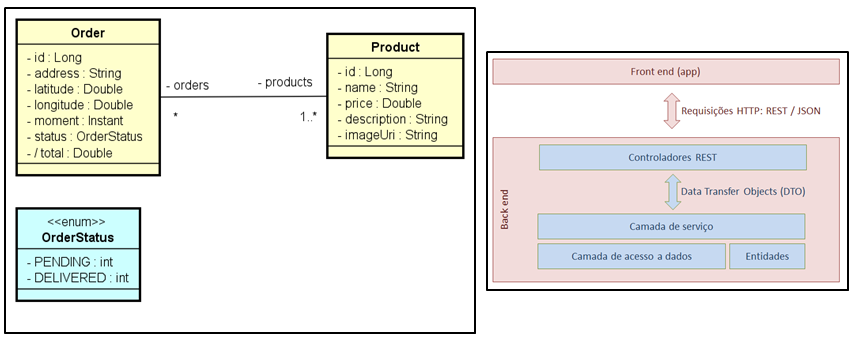 Order
- id : Long
- address : String
- latitude : Double
- longitude : Double
- moment : Instant
- status : OrderStatus
- / total : Double
- orders
*
- products
1..*
Product
- id : Long
- name : String
- price : Double
- description : String
- imageUri : String
<<enum>>
OrderStatus
- PENDING : int
- DELIVERED : int
Front end (app)
Requisições HTTP: REST / JSON
Back end
Controladores REST
Data Transfer Objects (DTO)
Camada de serviço
Camada de acesso a dados
Entidades